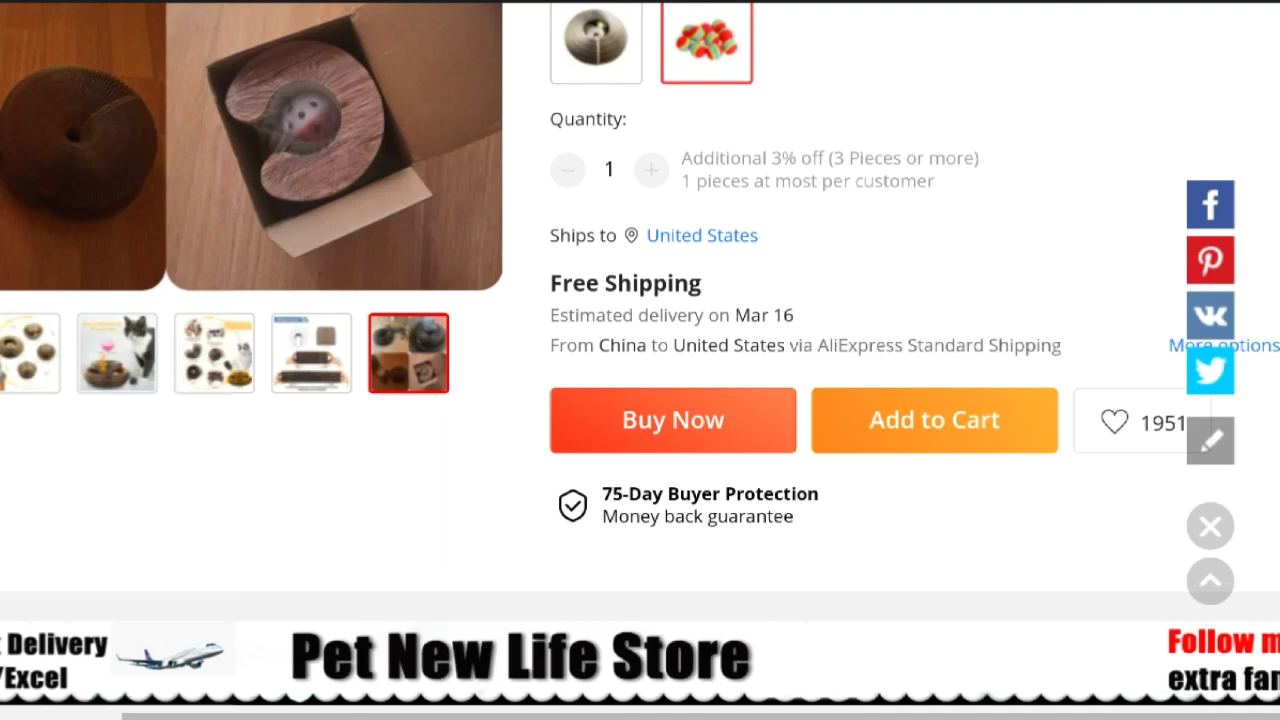 Quantity:
1
Additional 3% off (3 Pieces or more)
1 pieces at most per customer
Ships to United States
Free Shipping
Estimated delivery on Mar 16
From China to United States via AliExpress Standard Shipping
More options
Buy Now
Add to Cart
1951
75-Day Buyer Protection
Money back guarantee
Delivery
/Excel
Pet New Life Store
Follow m
extra fan